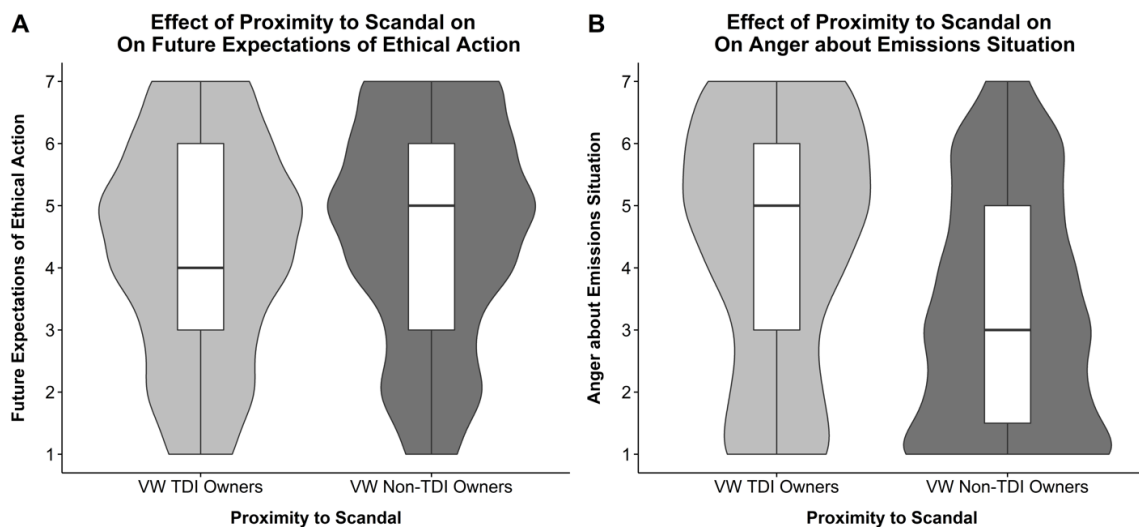 A
Effect of Proximity to Scandal on
On Future Expectations of Ethical Action
Future Expectations of Ethical Action
7
6
5
4
3
2
1
VW TDI Owners
VW Non-TDI Owners
Proximity to Scandal
B
Effect of Proximity to Scandal on
On Anger about Emissions Situation
Anger about Emissions Situation
7
6
5
4
3
2
1
VW TDI Owners
VW Non-TDI Owners
Proximity to Scandal